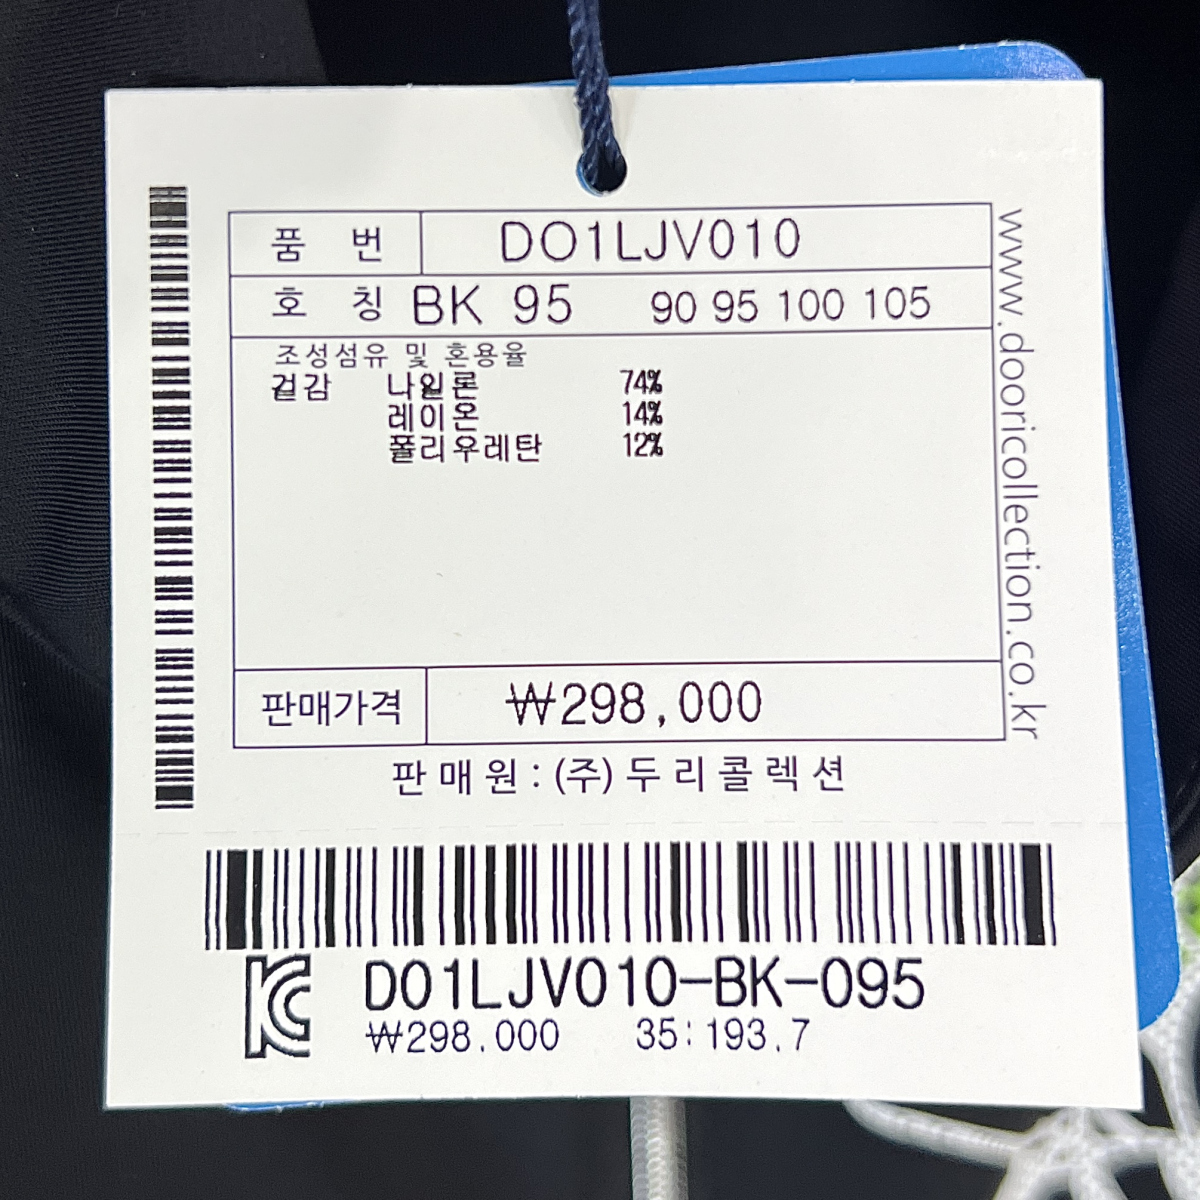 품 번 DO1LJV010
호 칭 BK 95 90 95 100 105
조성섬유 및 혼용율
겉감 나일론 74%
레이온 14%
폴리우레탄 12%
판매가격 ₩298,000
판매원 : (주)두리콜렉션
www.dooricollection.co.kr
KC DO1LJV010-BK-095
₩298.000 35:193.7